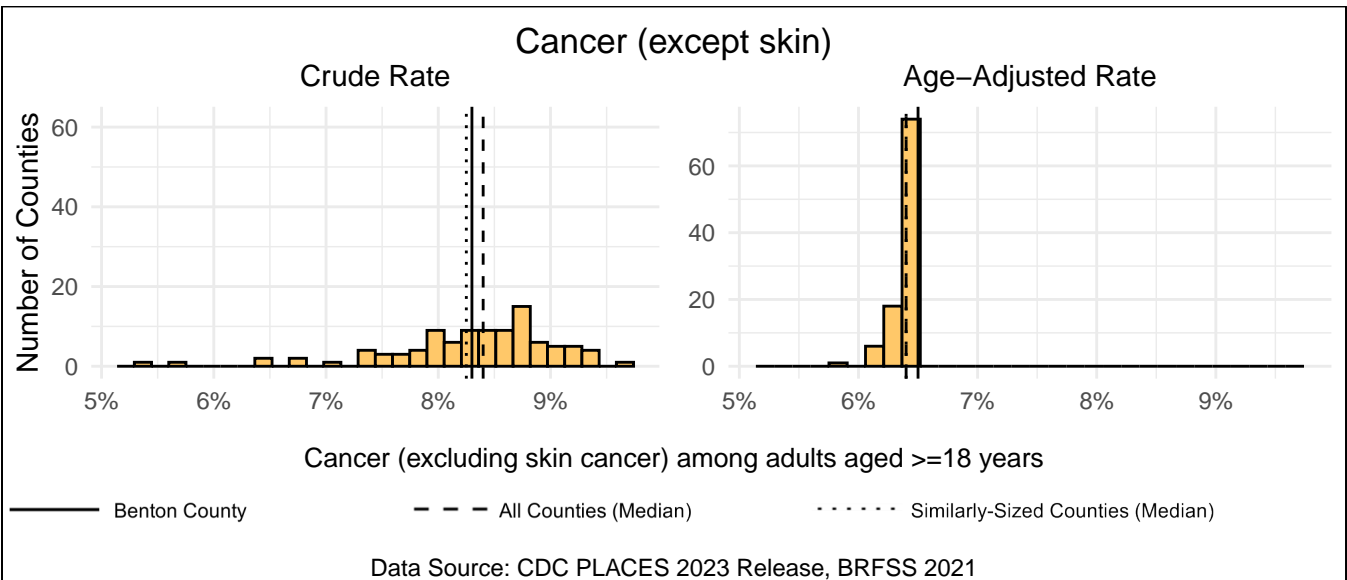 Cancer (except skin)
Crude Rate
Age−Adjusted Rate
Number of Counties
60
40
20
0
5%
6%
7%
8%
9%
60
40
20
0
5%
6%
7%
8%
9%
Cancer (excluding skin cancer) among adults aged >=18 years
Benton County
All Counties (Median)
Similarly-Sized Counties (Median)
Data Source: CDC PLACES 2023 Release, BRFSS 2021